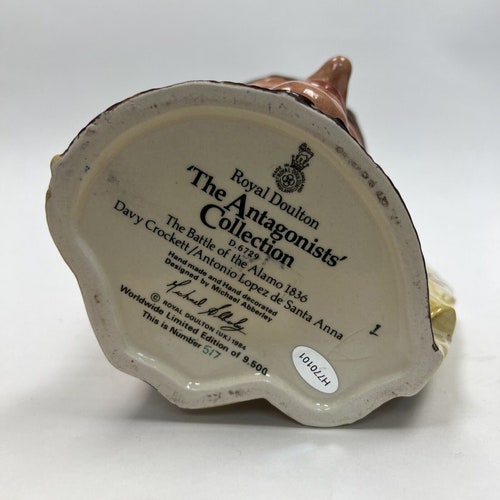 Royal Doulton
'The Antagonists'
Collection
D.6729
The Battle of the Alamo 1836
Davy Crockett/Antonio Lopez de Santa Anna
Hand made and Hand decorated
Designed by Michael Abberley
© ROYAL DOULTON (UK) 1984
Worldwide Limited Edition of 9,500
This is Number 517
1
H770101